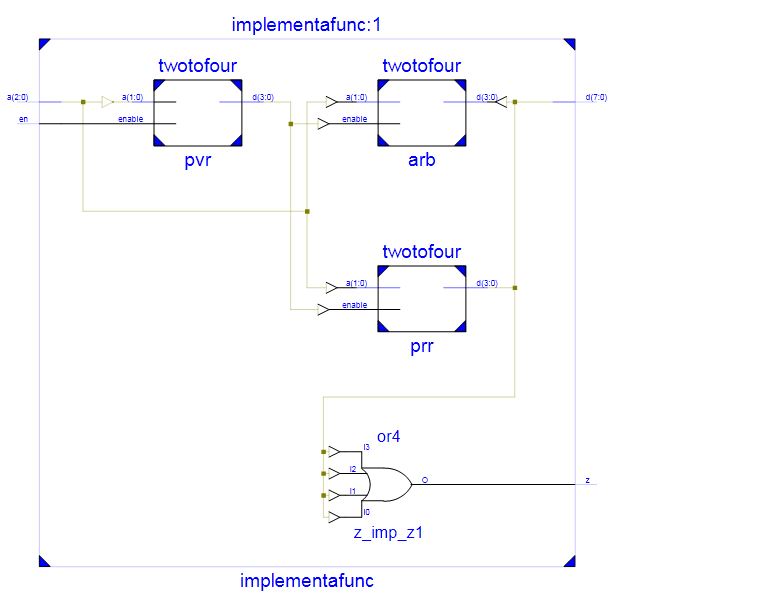 implementafunc:1
twotofour
twotofour
a(2:0)
a(1:0)
d(3:0)
a(1:0)
d(3:0)
d(7:0)
en
enable
enable
pvr
arb
twotofour
a(1:0)
d(3:0)
enable
prr
or4
I3
I2
O
z
I1
I0
z_imp_z1
implementafunc